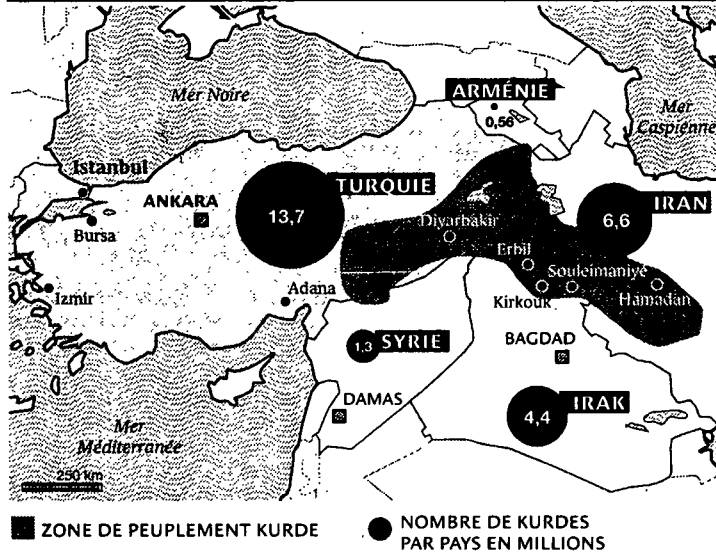 Mer Noire
ARMÉNIE
0,56
Mer
Caspienne
Istanbul
ANKARA
TURQUIE
13,7
IRAN
6,6
Bursa
Diyarbakir
Erbil
Souleimaniyé
Izmir
Adana
Kirkouk
Hamadan
SYRIE
1,3
BAGDAD
DAMAS
IRAK
4,4
Mer
Méditerranée
250 km
ZONE DE PEUPLEMENT KURDE
NOMBRE DE KURDES
PAR PAYS EN MILLIONS